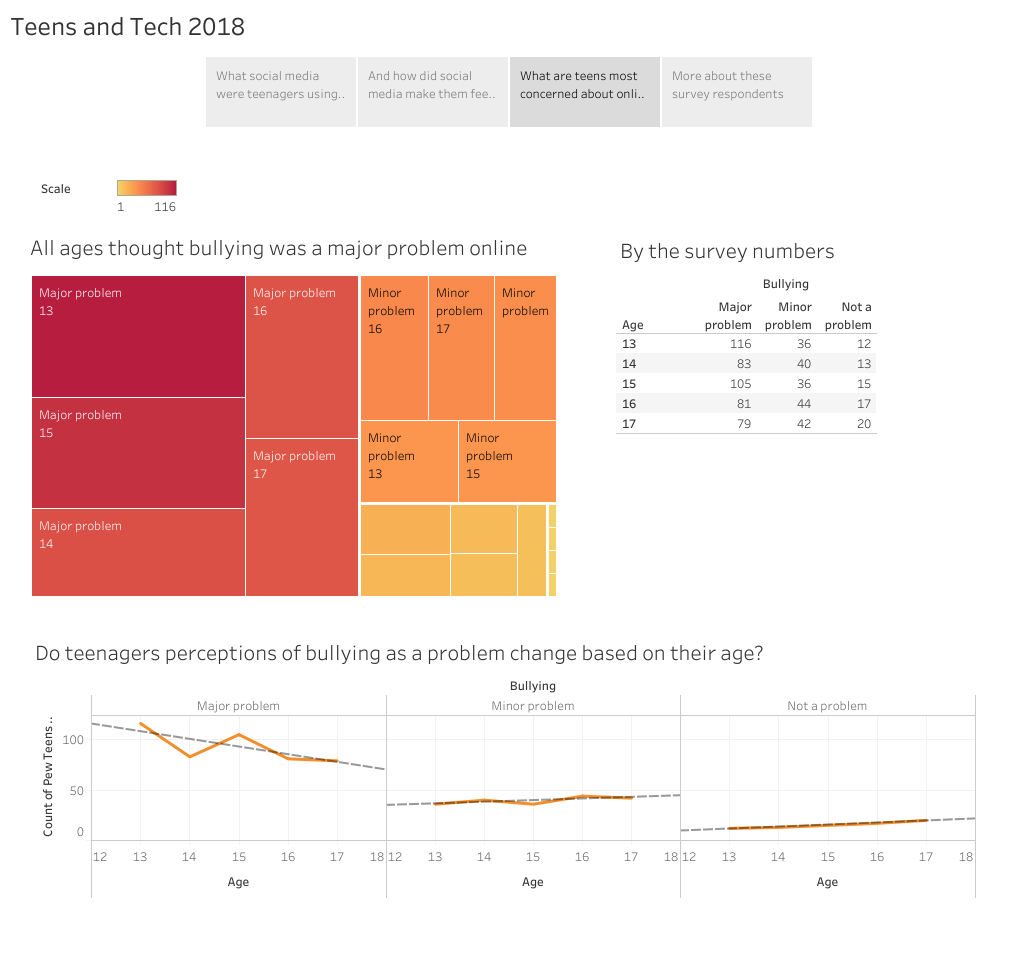 Teens and Tech 2018
What social media
were teenagers using..
And how did social
media make them fee..
What are teens most
concerned about onli..
More about these
survey respondents
Scale
1 116
All ages thought bullying was a major problem online
Major problem
13
Major problem
15
Major problem
14
Major problem
16
Major problem
17
Minor
problem
16
Minor
problem
17
Minor
problem
Minor
problem
13
Minor
problem
15
By the survey numbers
Bullying
Age Major problem Minor problem Not a problem
13 116 36 12
14 83 40 13
15 105 36 15
16 81 44 17
17 79 42 20
Do teenagers perceptions of bullying as a problem change based on their age?
Bullying
Major problem Minor problem Not a problem
Count of Pew Teens..
100
50
0
12 13 14 15 16 17 18 12 13 14 15 16 17 18 12 13 14 15 16 17 18
Age Age Age